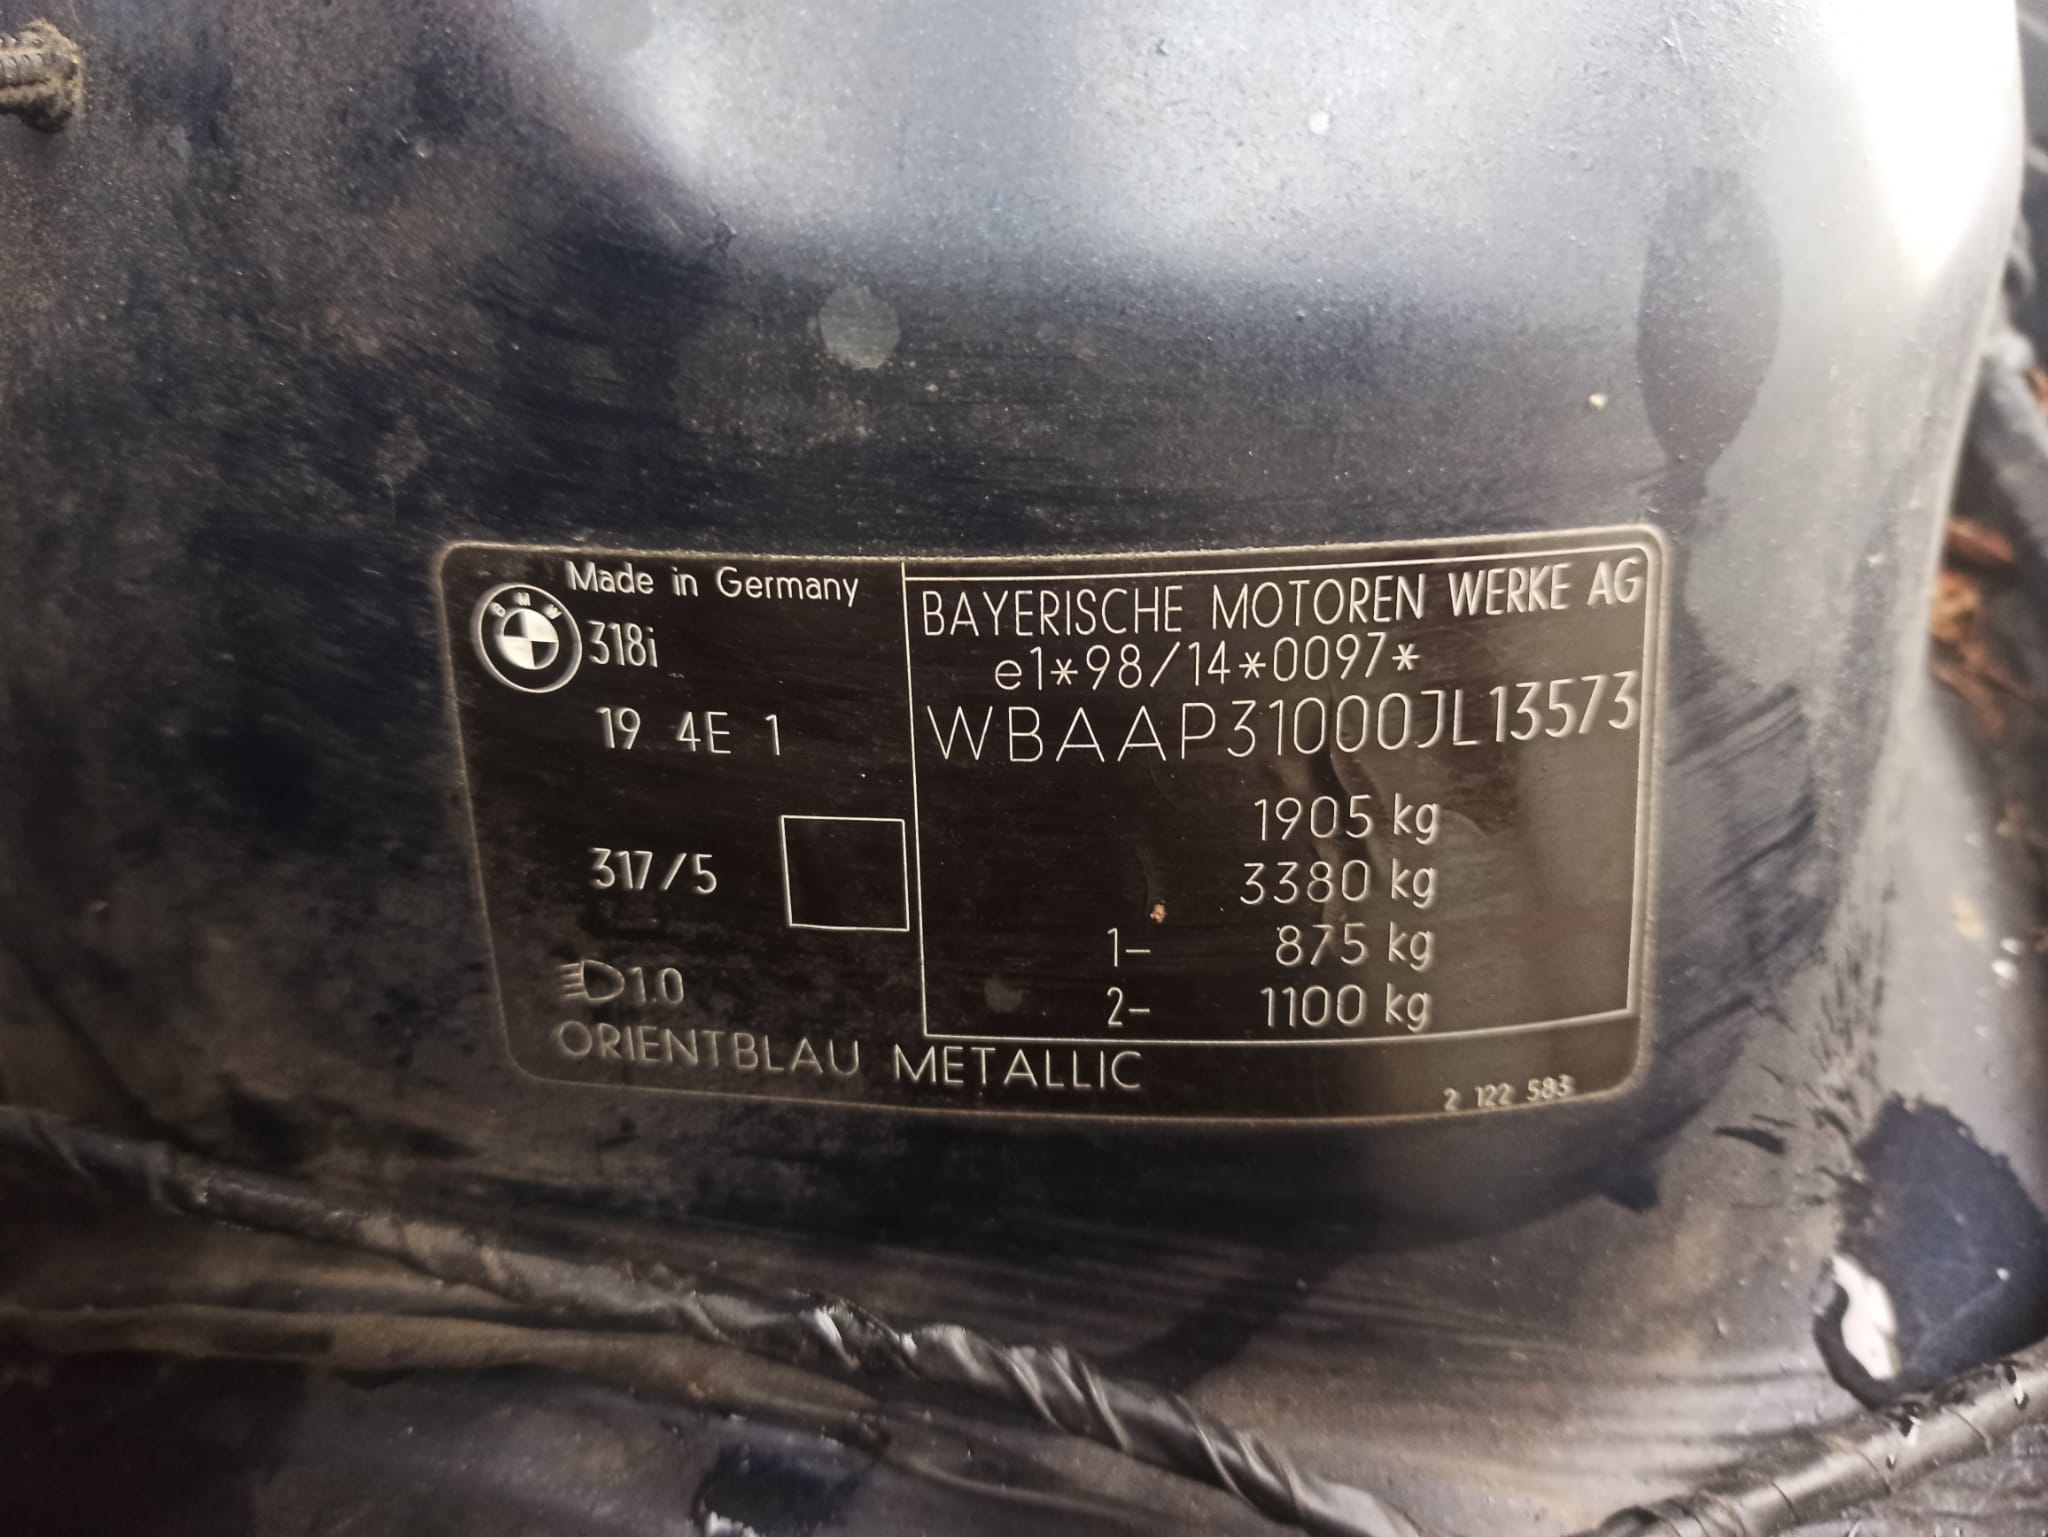 Made in Germany
BMW
318i
19 4E 1
317/5
1.0
ORIENTBLAU METALLIC
BAYERISCHE MOTOREN WERKE AG
e1*98/14*0097*
WBAAP31000JL13573
1905 kg
3380 kg
1- 875 kg
2- 1100 kg
2 122 583